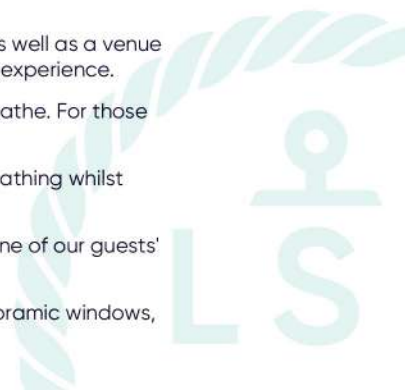 s well as a venue
experience.
athe. For those
athing whilst
ne of our guests'
oramic windows,
L S